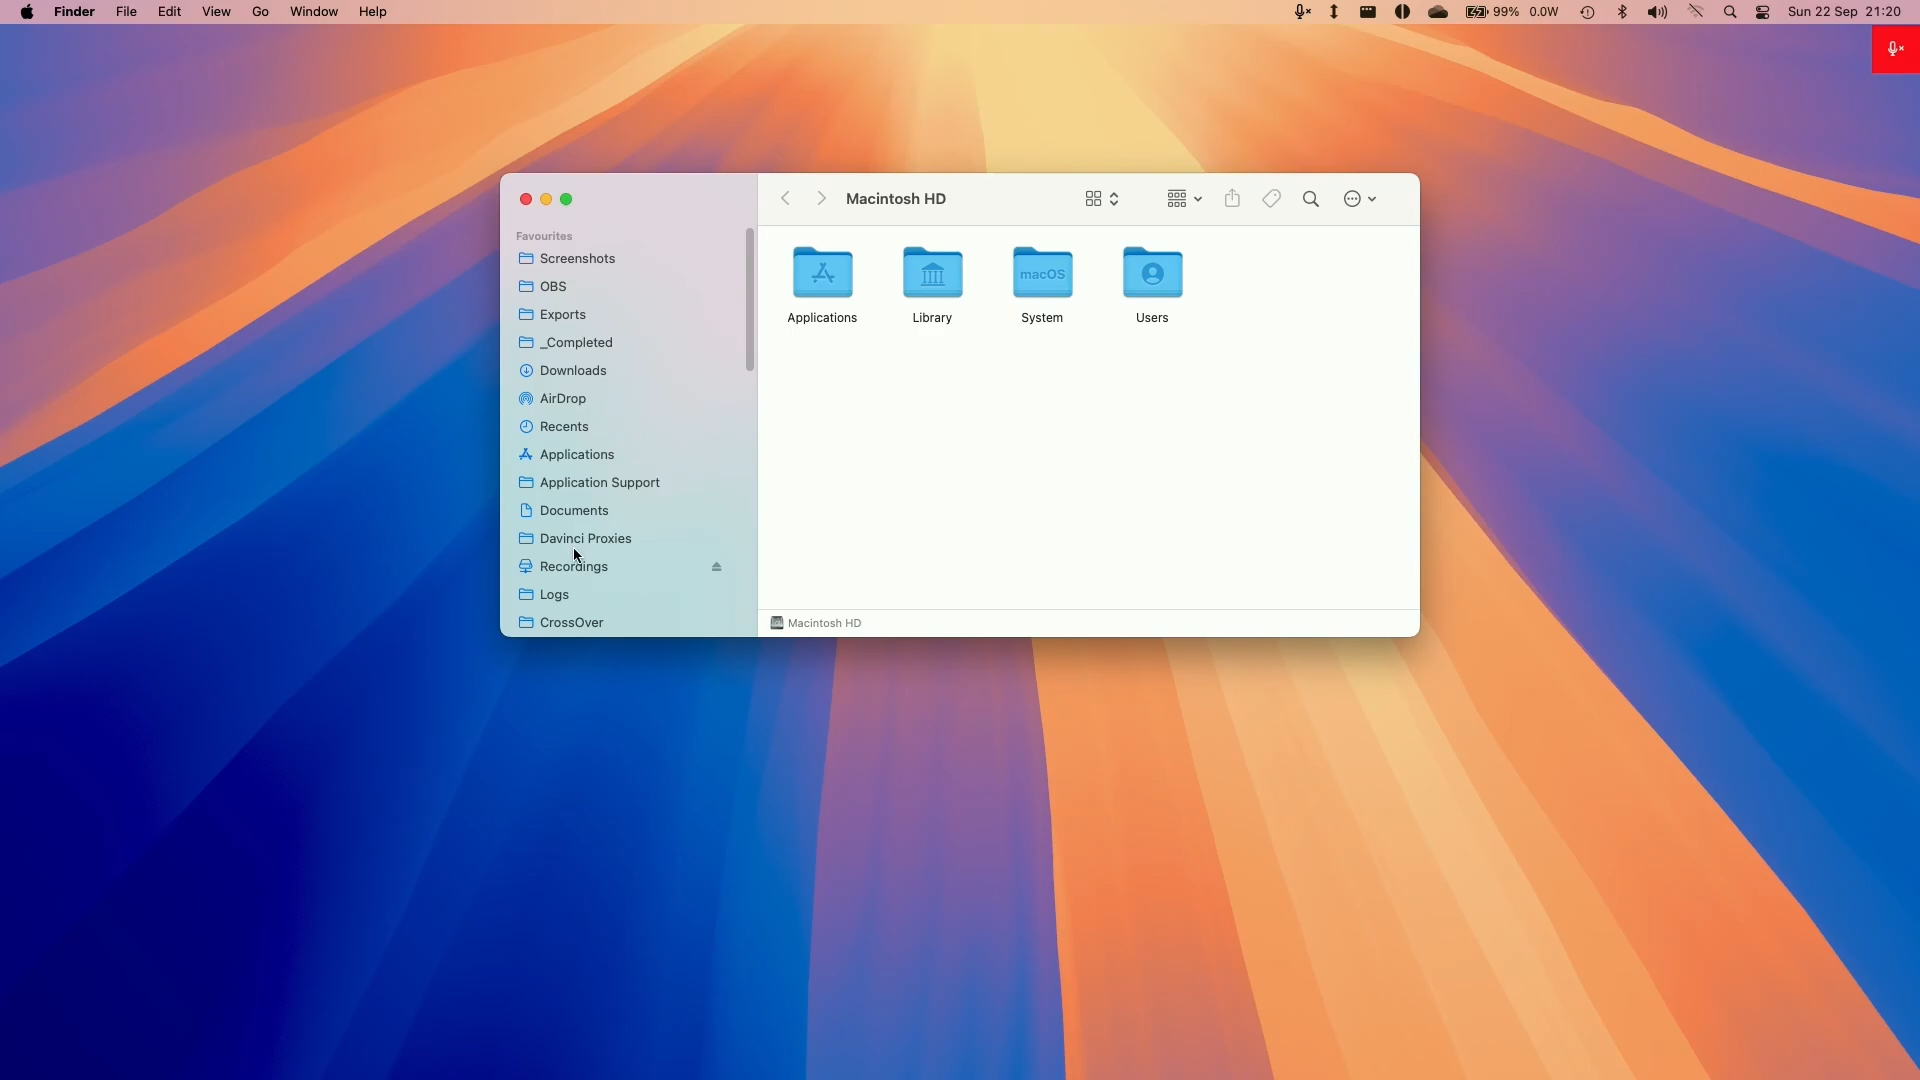 Finder File Edit View Go Window Help 99% 0.0W Sun 22 Sep 21:20
Macintosh HD
Favourites
Screenshots
OBS
Exports
_Completed
Downloads
AirDrop
Recents
Applications
Application Support
Documents
Davinci Proxies
Recordings
Logs
CrossOver
macOS
Applications Library System Users
Macintosh HD